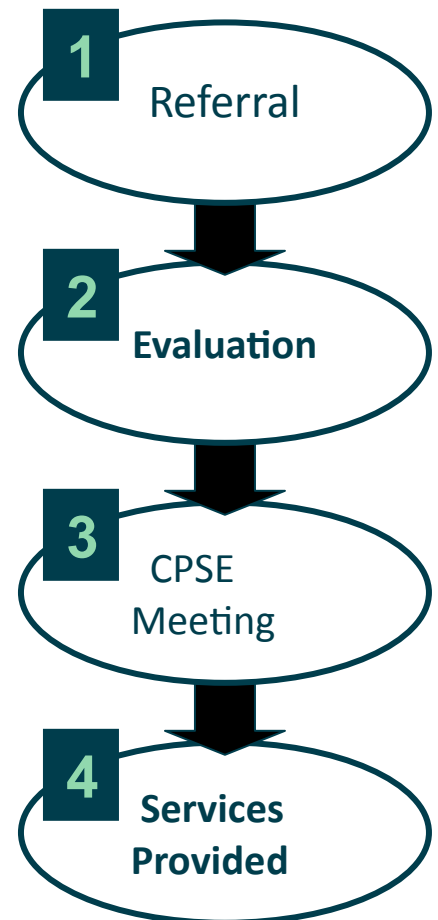 1
Referral
2
Evaluation
3
CPSE
Meeting
4
Services
Provided